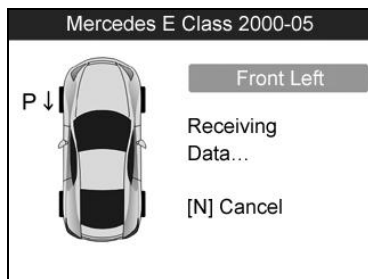 Mercedes E Class 2000-05
Front Left
P ↓
Receiving
Data...
[N] Cancel